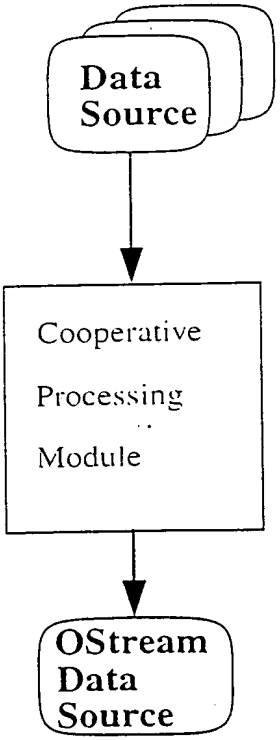 Data
Source
Cooperative
Processing
Module
OStream
Data
Source